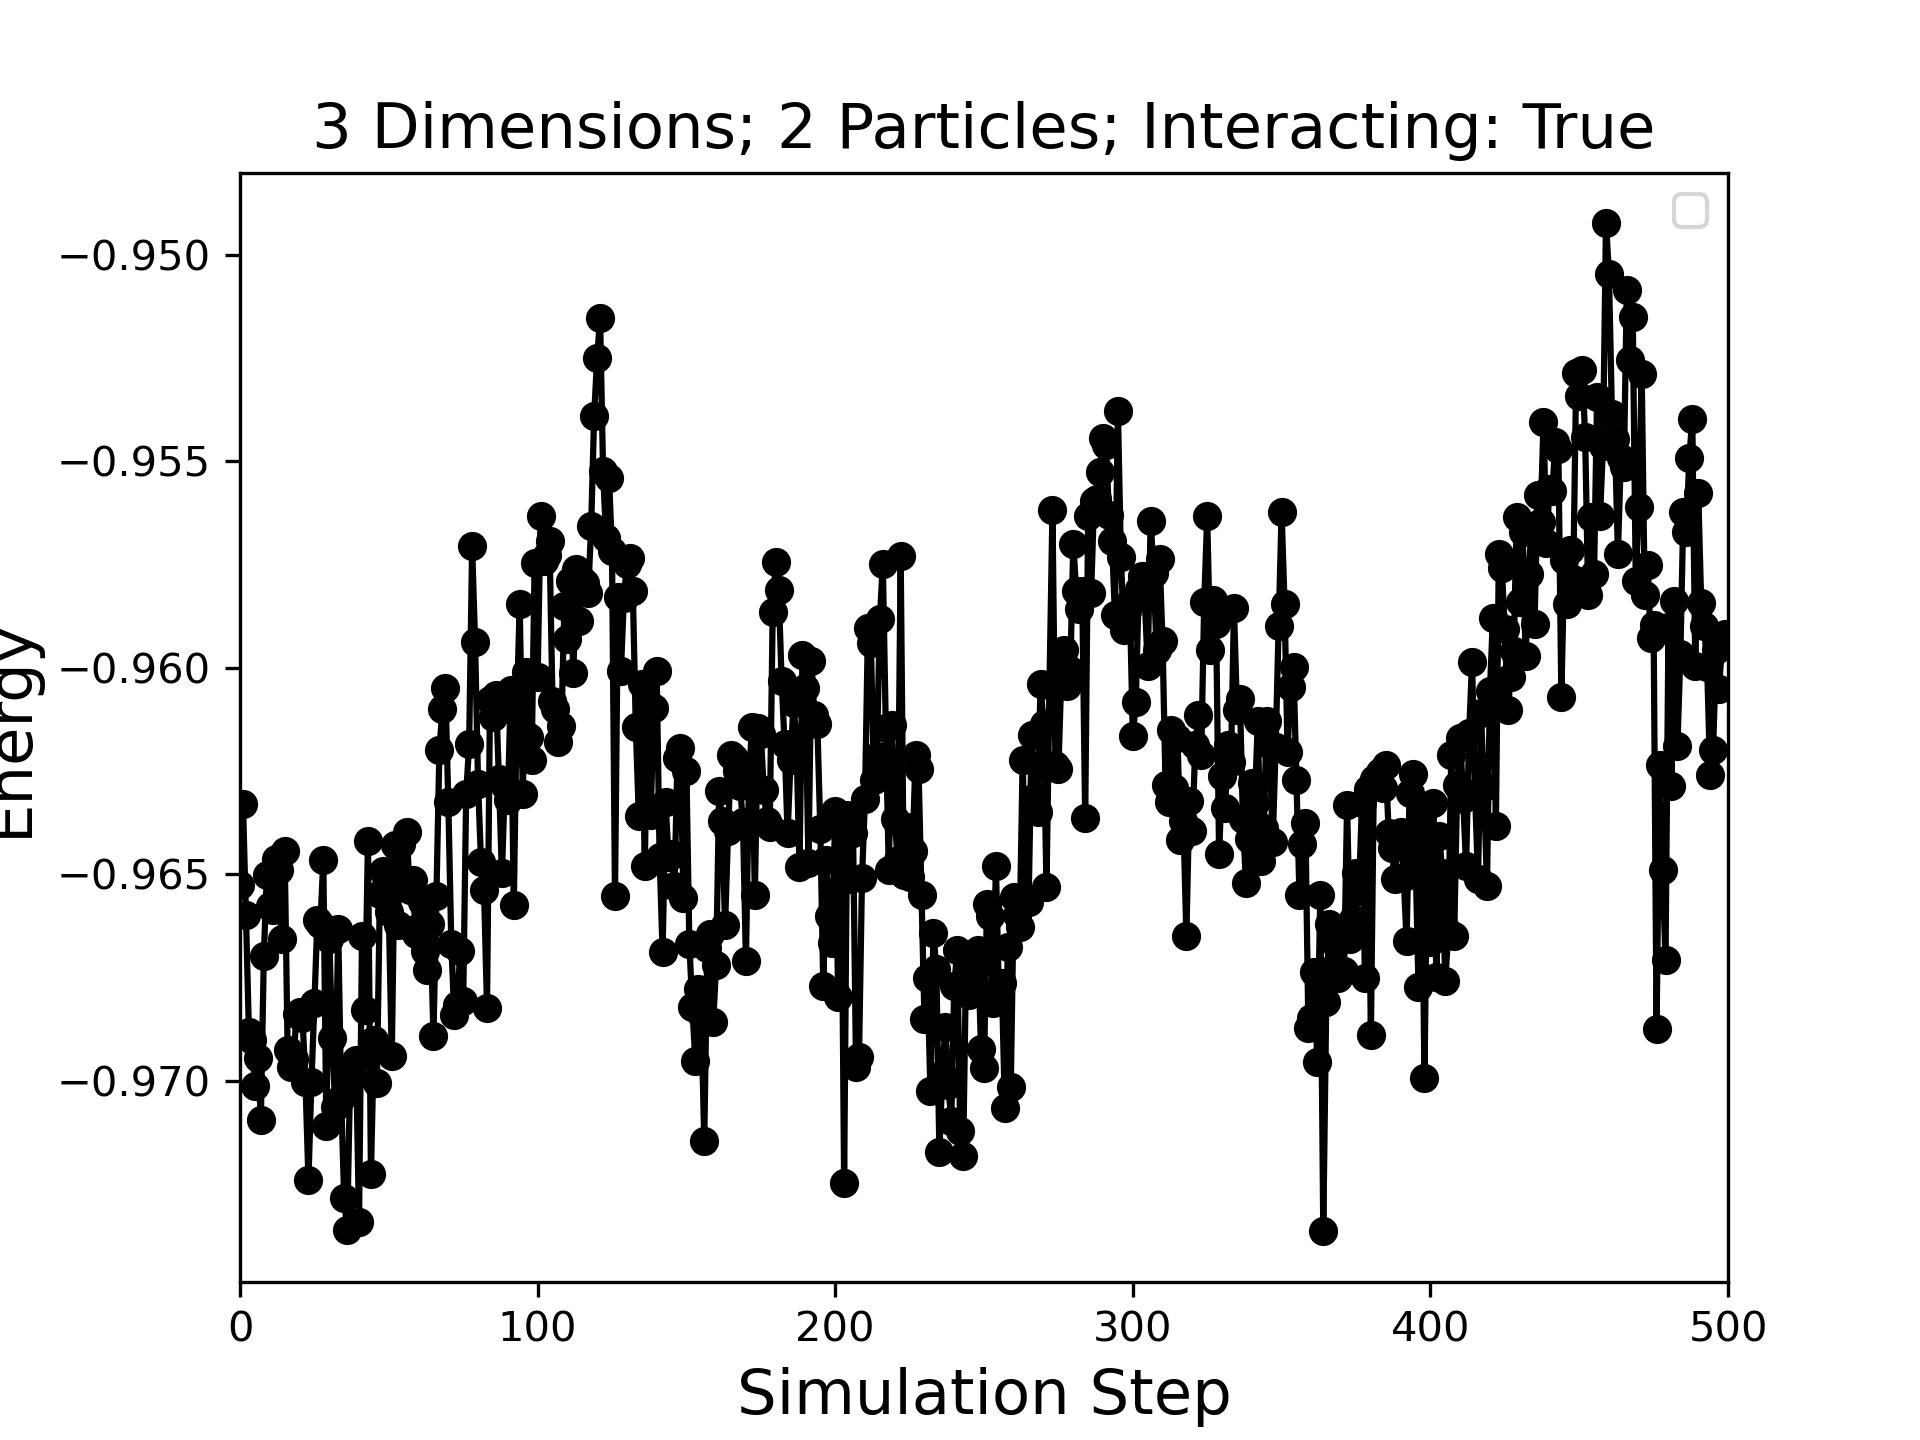 3 Dimensions; 2 Particles; Interacting: True
−0.950
−0.955
−0.960
−0.965
−0.970
Energy
0 100 200 300 400 500
Simulation Step